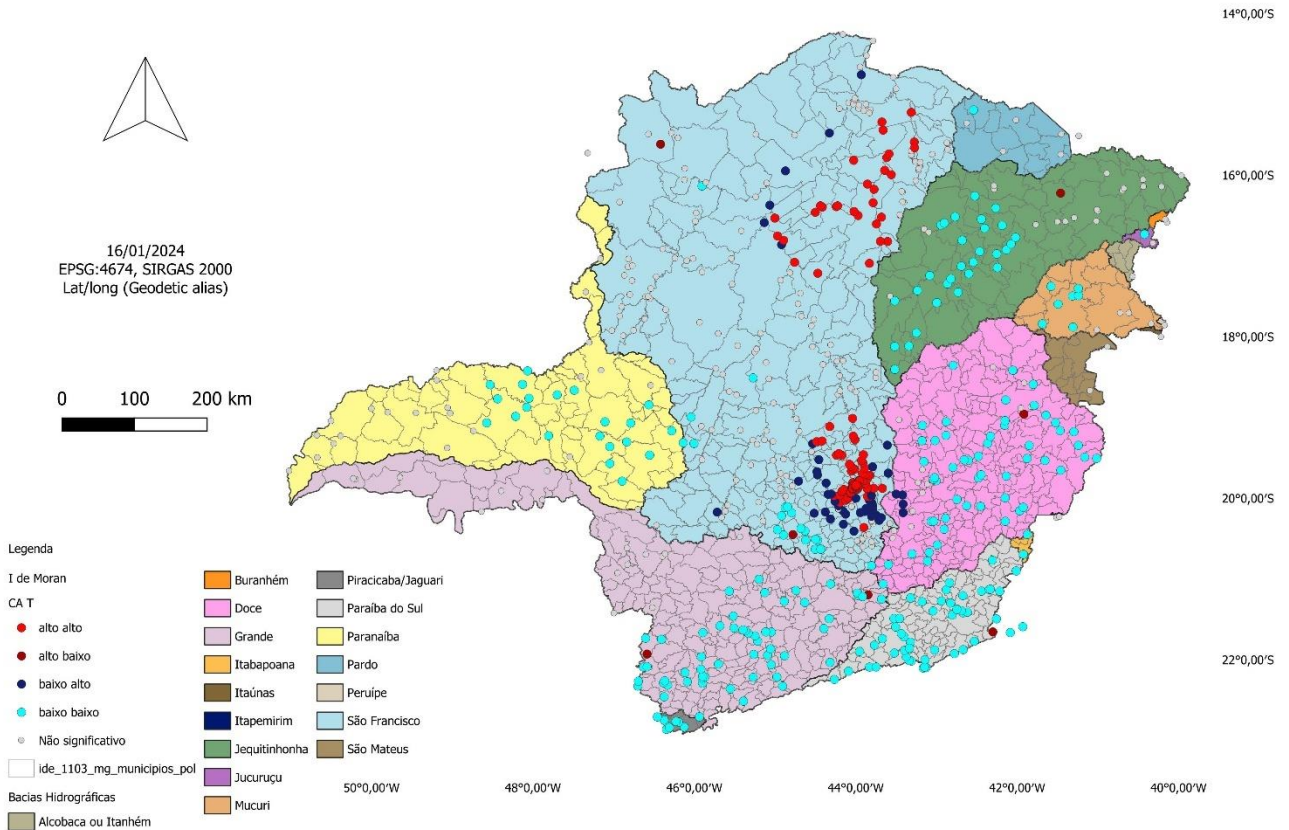 14°0,00'S
16°0,00'S
16/01/2024
EPSG:4674, SIRGAS 2000
Lat/long (Geodetic alias)
18°0,00'S
0 100 200 km
20°0,00'S
22°0,00'S
Legenda
I de Moran
CA T
alto alto
alto baixo
baixo alto
baixo baixo
Não significativo
ide_1103_mg_municipios_pol
Bacias Hidrográficas
Alcobaca ou Itanhém
Buranhém
Doce
Grande
Itabapoana
Itaúnas
Itapemirim
Jequitinhonha
Jucuruçu
Mucuri
Piracicaba/Jaguari
Paraíba do Sul
Paranaíba
Pardo
Peruípe
São Francisco
São Mateus
50°0,00'W 48°0,00'W 46°0,00'W 44°0,00'W 42°0,00'W 40°0,00'W